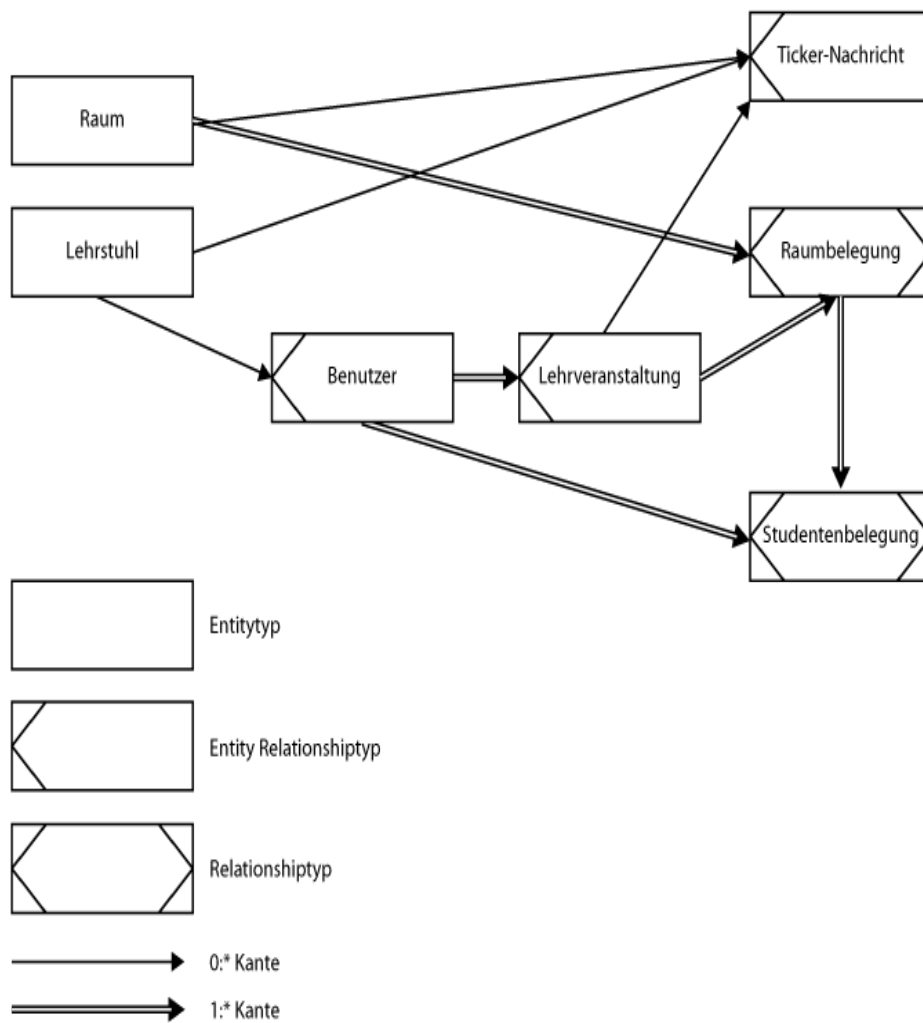 Ticker-Nachricht
Raum
Lehrstuhl
Raumbelegung
Benutzer
Lehrveranstaltung
Studentenbelegung
Entitytyp
Entity Relationshiptyp
Relationshiptyp
0:* Kante
1:* Kante